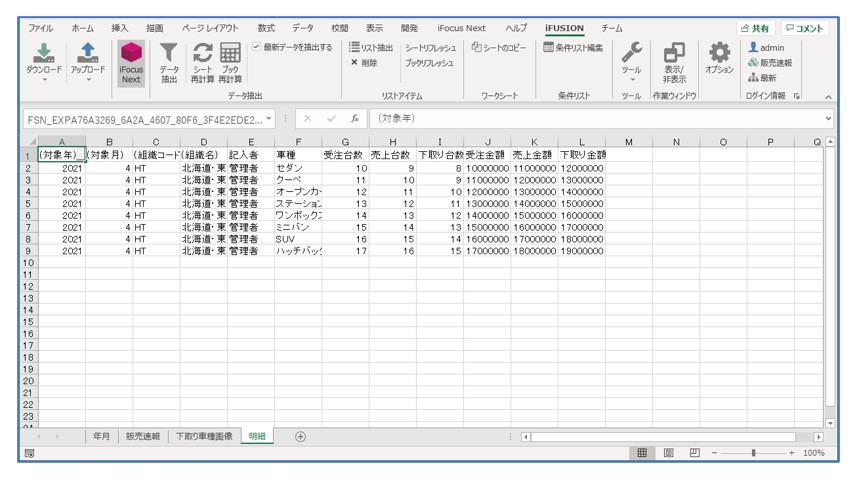 ファイル ホーム 挿入 描画 ページ レイアウト 数式 データ 校閲 表示 開発 iFocus Next ヘルプ iFUSION チーム 共有 コメント
ダウンロード アップロード iFocus Next データ抽出 シート再計算 ブック再計算 最新データを抽出する リスト抽出 削除 シートリフレッシュ ブックリフレッシュ シートのコピー 条件リスト編集 ツール 表示/非表示 オプション admin 販売速報 最新
データ抽出 リストアイテム ワークシート 条件リスト ツール 作業ウィンドウ ログイン情報
FSN_EXPA76A3269_6A2A_4607_80F6_3F4E2EDE2... fx (対象年)
A B C D E F G H I J K L M N O P Q
1 (対象年) (対象月) (組織コード (組織名) 記入者 車種 受注台数 売上台数 下取り台数 受注金額 売上金額 下取り金額
2 2021 4 HT 北海道・東 管理者 セダン 10 9 8 10000000 11000000 12000000
3 2021 4 HT 北海道・東 管理者 クーペ 11 10 9 11000000 12000000 13000000
4 2021 4 HT 北海道・東 管理者 オープンカ 12 11 10 12000000 13000000 14000000
5 2021 4 HT 北海道・東 管理者 ステーション 13 12 11 13000000 14000000 15000000
6 2021 4 HT 北海道・東 管理者 ワンボックス 14 13 12 14000000 15000000 16000000
7 2021 4 HT 北海道・東 管理者 ミニバン 15 14 13 15000000 16000000 17000000
8 2021 4 HT 北海道・東 管理者 SUV 16 15 14 16000000 17000000 18000000
9 2021 4 HT 北海道・東 管理者 ハッチバック 17 16 15 17000000 18000000 19000000
10
11
12
13
14
15
16
17
18
19
20
21
22
23
年月 販売速報 下取り車種画像 明細
100%